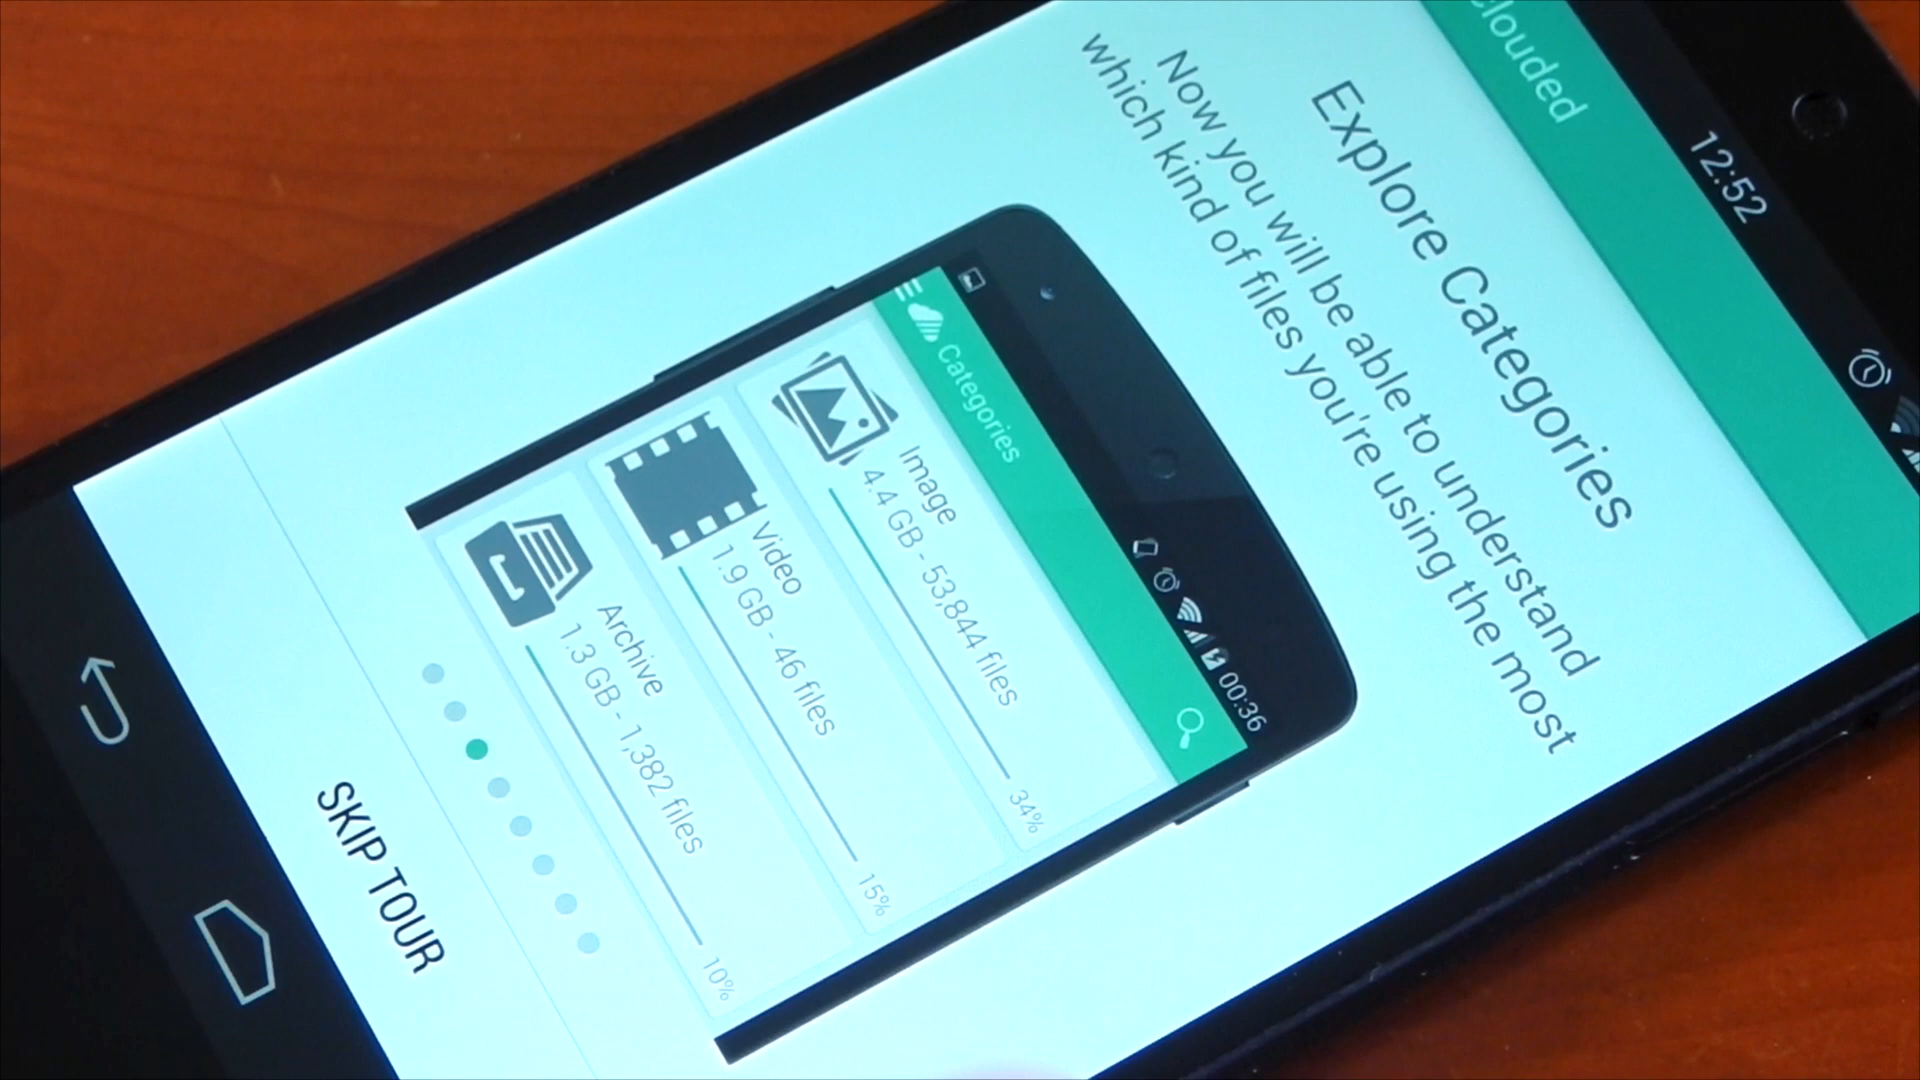 12:52
clouded
Explore Categories
Now you will be able to understand
which kind of files you're using the most
00:36
Categories
Image
4.4 GB - 53,844 files
34%
Video
1.9 GB - 46 files
15%
Archive
1.3 GB - 1,382 files
10%
SKIP TOUR